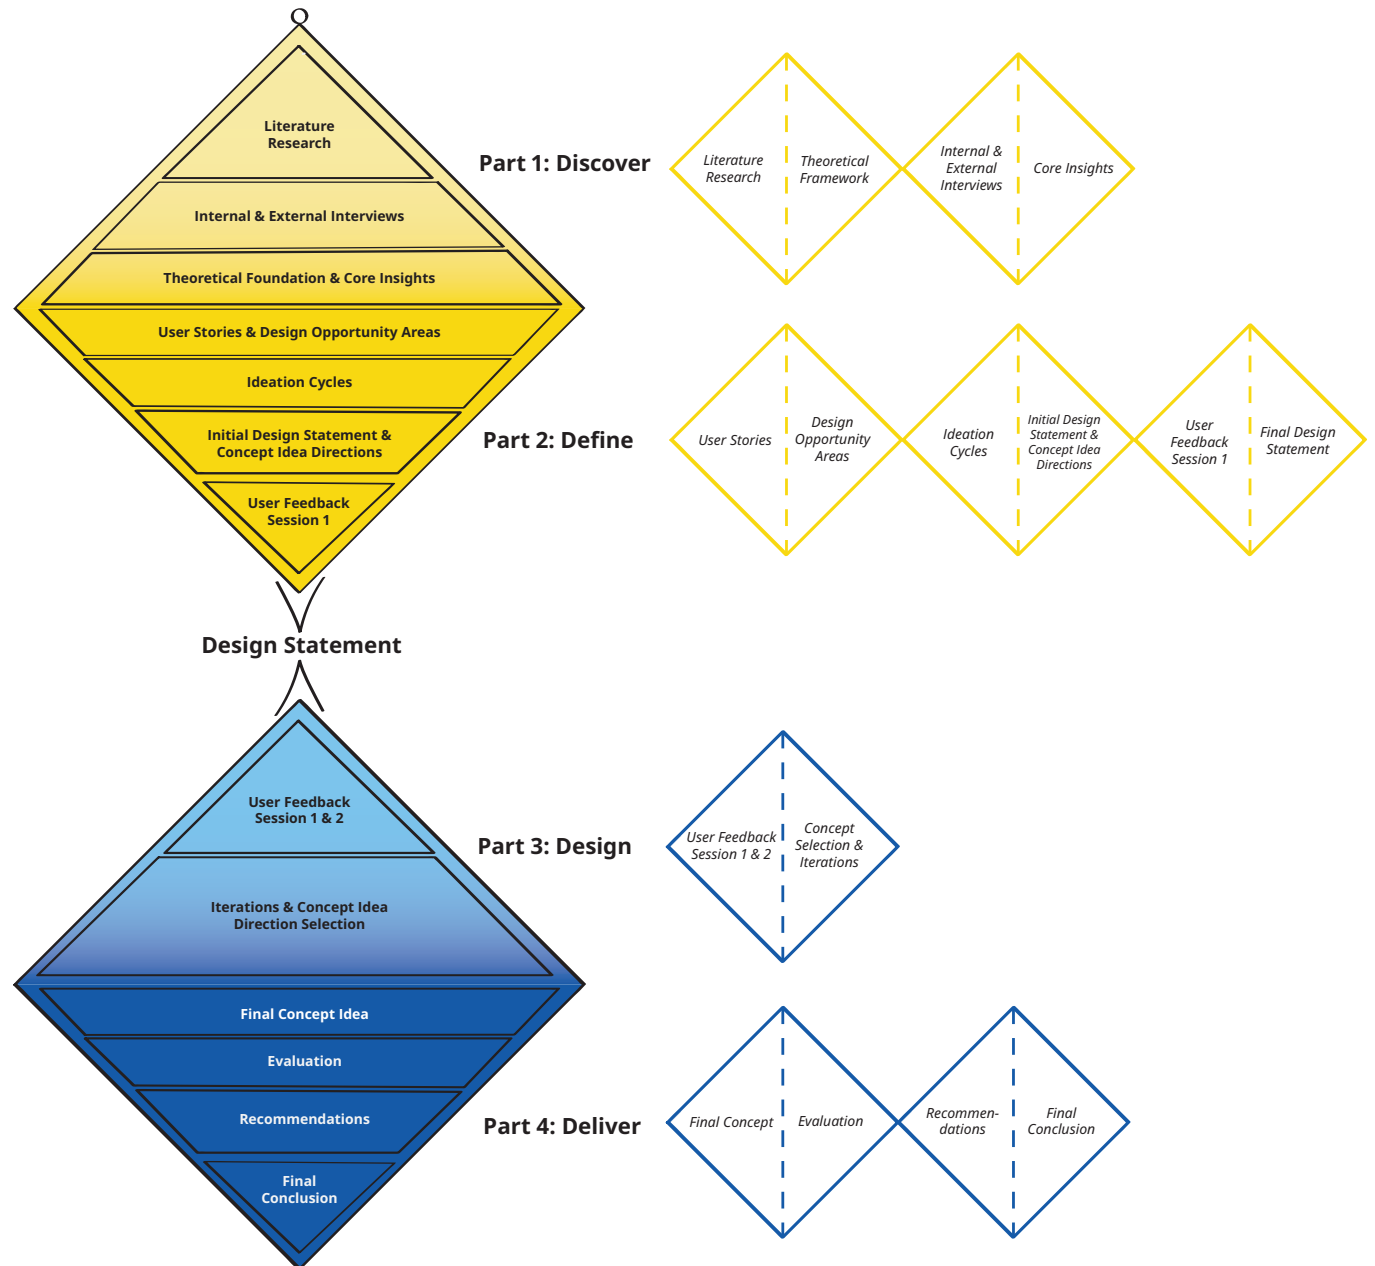 Literature
Research
Internal & External Interviews
Theoretical Foundation & Core Insights
User Stories & Design Opportunity Areas
Ideation Cycles
Initial Design Statement &
Concept Idea Directions
User Feedback
Session 1
Part 1: Discover
Literature
Research
Theoretical
Framework
Internal &
External
Interviews
Core Insights
Part 2: Define
User Stories
Design
Opportunity
Areas
Ideation
Cycles
Initial Design
Statement &
Concept Idea
Directions
User
Feedback
Session 1
Final Design
Statement
Design Statement
User Feedback
Session 1 & 2
Iterations & Concept Idea
Direction Selection
Final Concept Idea
Evaluation
Recommendations
Final
Conclusion
Part 3: Design
User Feedback
Session 1 & 2
Concept
Selection &
Iterations
Part 4: Deliver
Final Concept
Evaluation
Recommen-
dations
Final
Conclusion